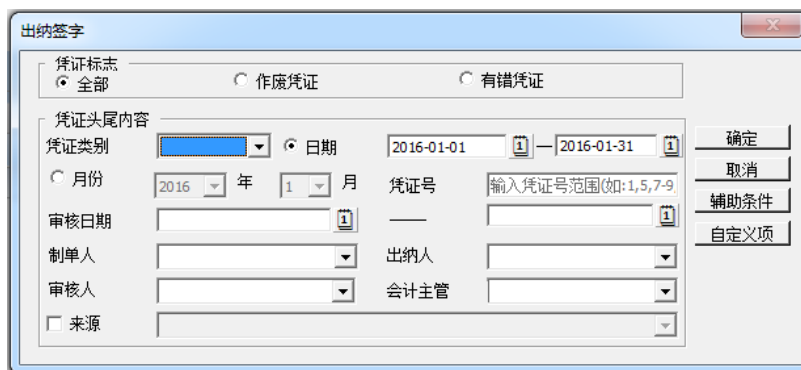 出纳签字
凭证标志
全部 作废凭证 有错凭证
凭证头尾内容
凭证类别 日期 2016-01-01 1 — 2016-01-31 1 确定
月份 2016 年 1 月 凭证号 输入凭证号范围(如:1,5,7-9 取消
审核日期 1 —— 1 辅助条件
自定义项
制单人 出纳人
审核人 会计主管
来源